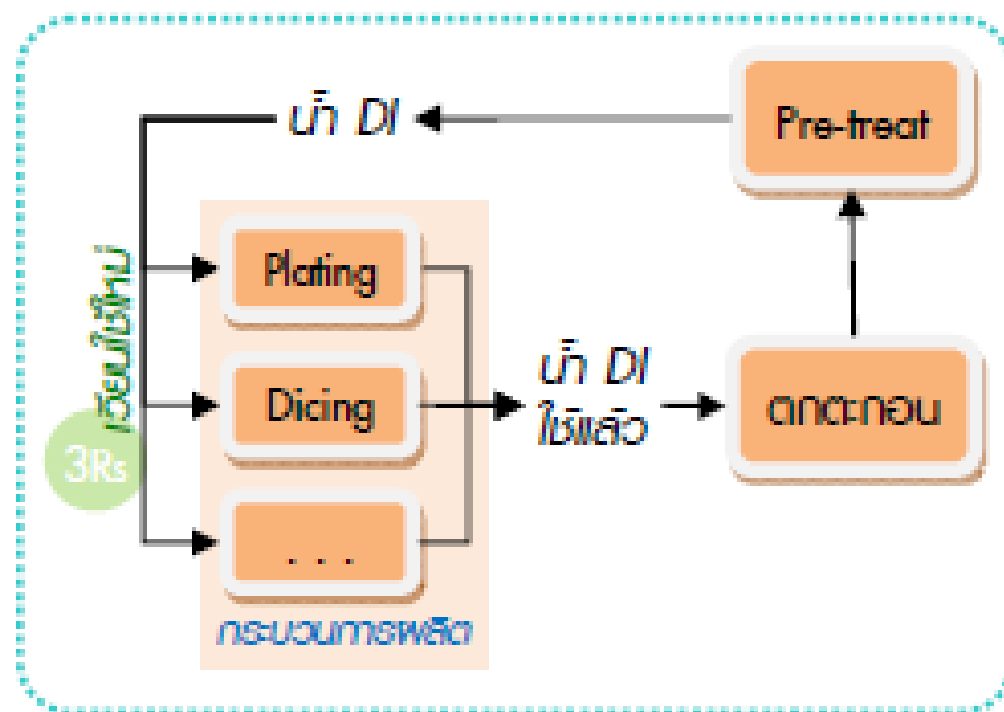 น้ำ DI
Pre-treat
เวียนใช้ใหม่
3Rs
Plating
Dicing
. . .
กระบวนการผลิต
น้ำ DI
ใช้แล้ว
ตกตะกอน